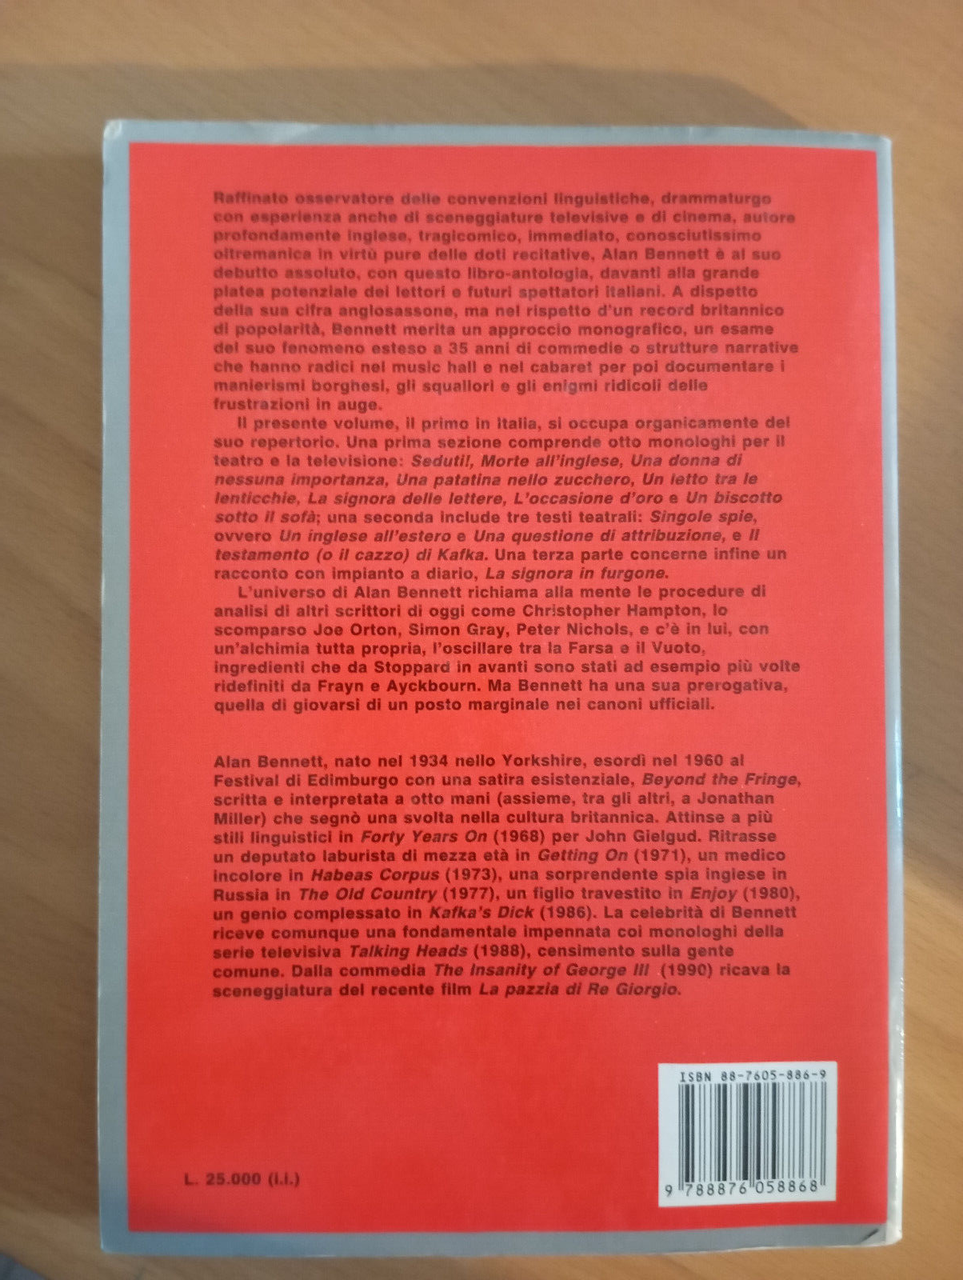 Raffinato osservatore delle convenzioni linguistiche, drammaturgo
con esperienza anche di sceneggiature televisive e di cinema, autore
profondamente inglese, tragicomico, immediato, conosciutissimo
oltremanica in virtù pure delle doti recitative, Alan Bennett è al suo
debutto assoluto, con questo libro-antologia, davanti alla grande
platea potenziale dei lettori e futuri spettatori italiani. A dispetto
della sua cifra anglosassone, ma nel rispetto d'un record britannico
di popolarità, Bennett merita un approccio monografico, un esame
del suo fenomeno esteso a 35 anni di commedie o strutture narrative
che hanno radici nel music hall e nel cabaret per poi documentare i
manierismi borghesi, gli squallori e gli enigmi ridicoli delle
frustrazioni in auge.
Il presente volume, il primo in Italia, si occupa organicamente del
suo repertorio. Una prima sezione comprende otto monologhi per il
teatro e la televisione: Seduti!, Morte all'inglese, Una donna di
nessuna importanza, Una patatina nello zucchero, Un letto tra le
lenticchie, La signora delle lettere, L'occasione d'oro e Un biscotto
sotto il sofà; una seconda include tre testi teatrali: Singole spie,
ovvero Un inglese all'estero e Una questione di attribuzione, e Il
testamento (o il cazzo) di Kafka. Una terza parte concerne infine un
racconto con impianto a diario, La signora in furgone.
L'universo di Alan Bennett richiama alla mente le procedure di
analisi di altri scrittori di oggi come Christopher Hampton, lo
scomparso Joe Orton, Simon Gray, Peter Nichols, e c'è in lui, con
un'alchimia tutta propria, l'oscillare tra la Farsa e il Vuoto,
ingredienti che da Stoppard in avanti sono stati ad esempio più volte
ridefiniti da Frayn e Ayckbourn. Ma Bennett ha una sua prerogativa,
quella di giovarsi di un posto marginale nei canoni ufficiali.
Alan Bennett, nato nel 1934 nello Yorkshire, esordì nel 1960 al
Festival di Edimburgo con una satira esistenziale, Beyond the Fringe,
scritta e interpretata a otto mani (assieme, tra gli altri, a Jonathan
Miller) che segnò una svolta nella cultura britannica. Attinse a più
stili linguistici in Forty Years On (1968) per John Gielgud. Ritrasse
un deputato laburista di mezza età in Getting On (1971), un medico
incolore in Habeas Corpus (1973), una sorprendente spia inglese in
Russia in The Old Country (1977), un figlio travestito in Enjoy (1980),
un genio complessato in Kafka's Dick (1986). La celebrità di Bennett
riceve comunque una fondamentale impennata coi monologhi della
serie televisiva Talking Heads (1988), censimento sulla gente
comune. Dalla commedia The Insanity of George III (1990) ricava la
sceneggiatura del recente film La pazzia di Re Giorgio.
ISBN 88-7605-886-9
9 788876 058868
L. 25.000 (i.i.)